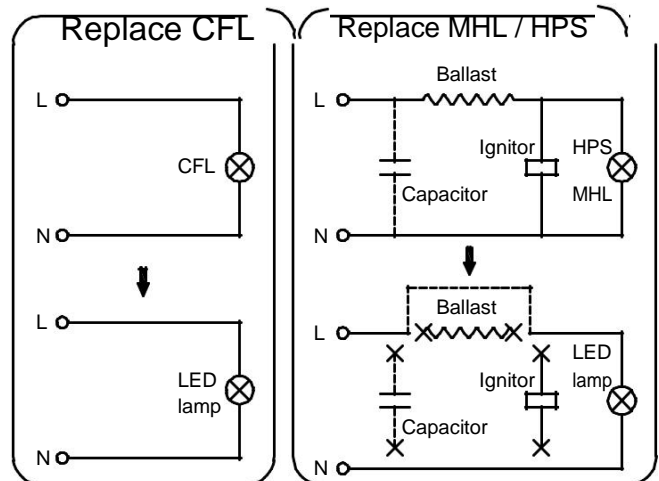 Replace CFL
L
CFL
N
L
LED
lamp
N
Replace MHL / HPS
Ballast
L
Ignitor
HPS
Capacitor
MHL
N
Ballast
L
LED
Ignitor
lamp
Capacitor
N